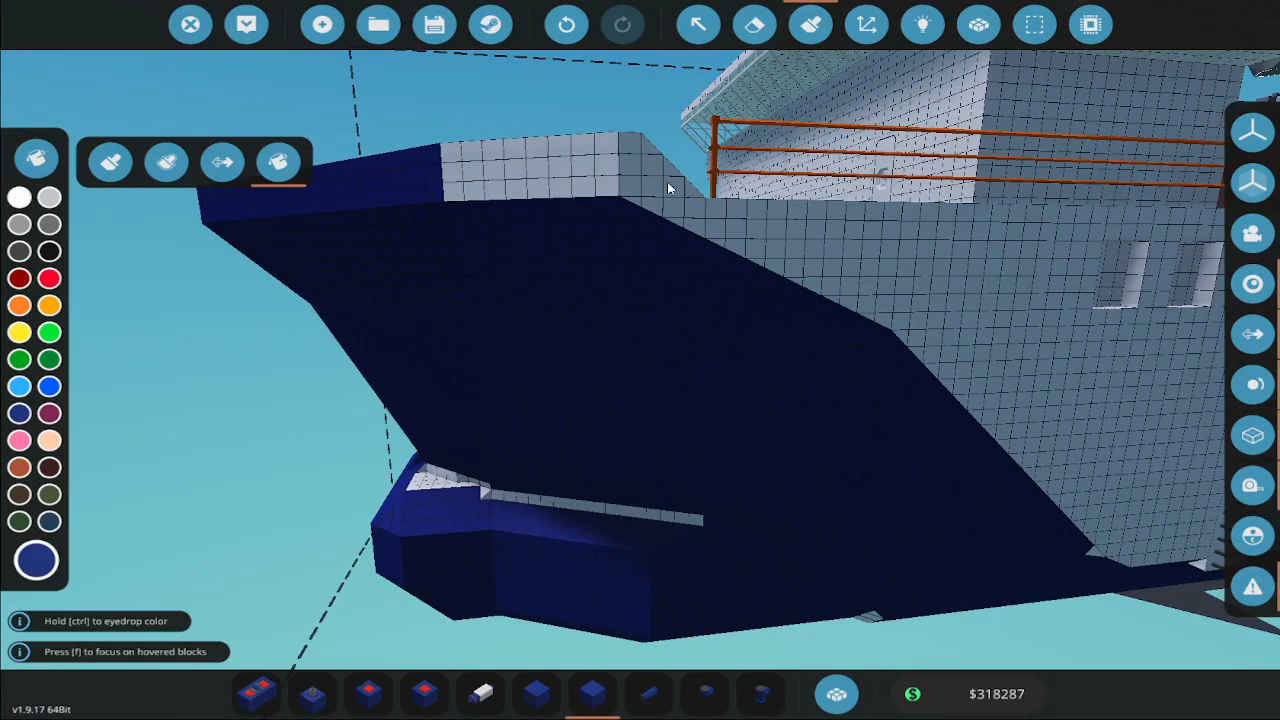 Hold [ctrl] to eyedrop color
Press [f] to focus on hovered blocks
v1.9.17 64Bit
$ $318287